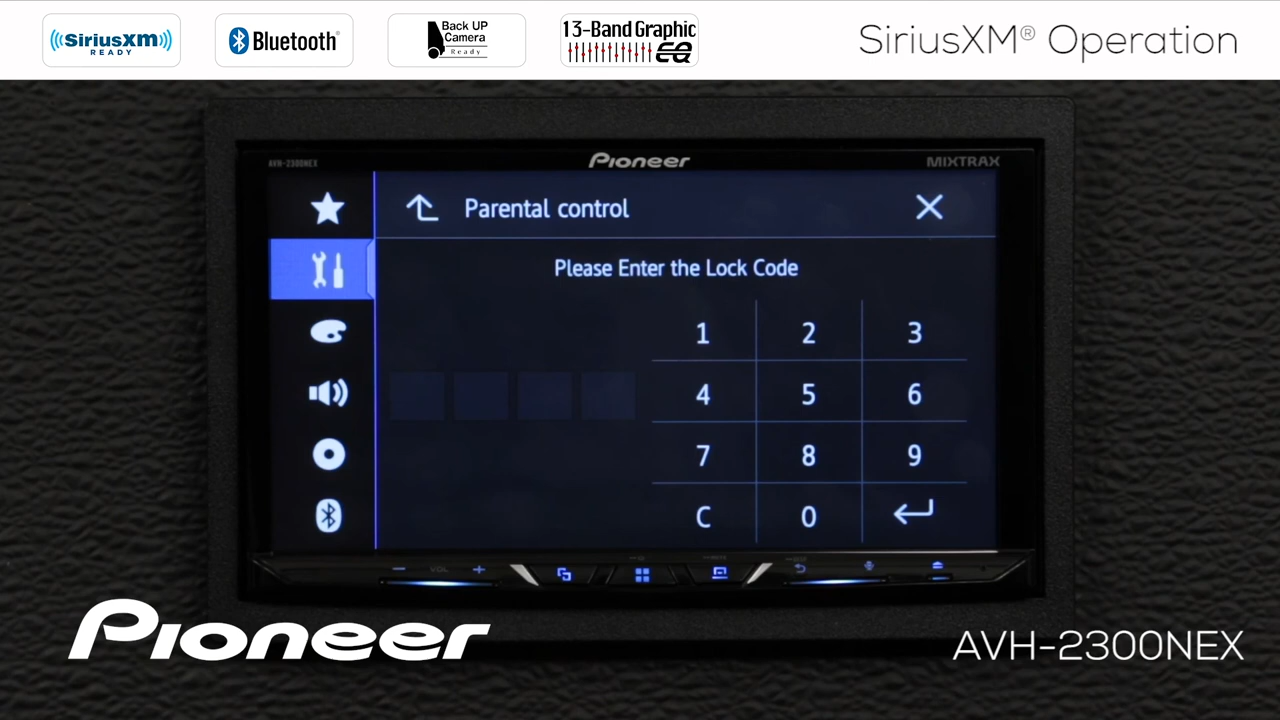 SiriusXM READY
Bluetooth®
Back UP
Camera
Ready
13-Band Graphic
EQ
SiriusXM® Operation
AVH-2300NEX
Pioneer
MIXTRAX
Parental control
Please Enter the Lock Code
1 2 3
4 5 6
7 8 9
C 0
VOL
Pioneer
AVH-2300NEX